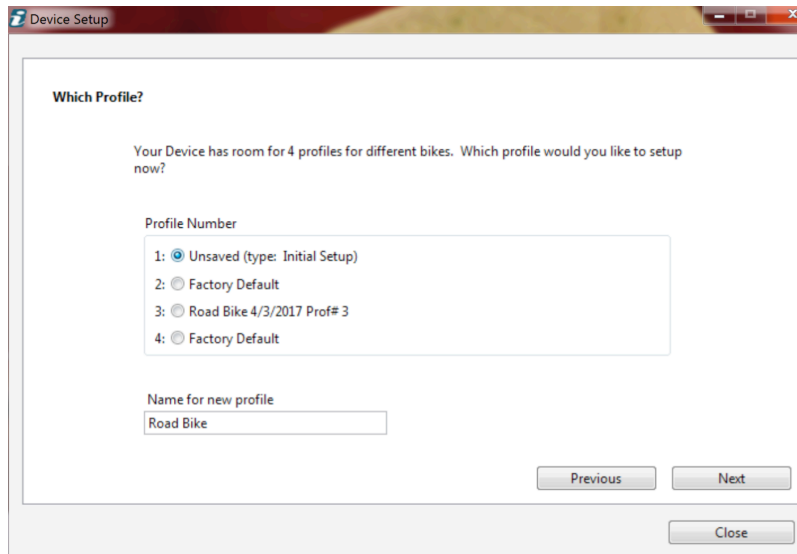 Device Setup
Which Profile?
Your Device has room for 4 profiles for different bikes.  Which profile would you like to setup
now?
Profile Number
1: Unsaved (type:  Initial Setup)
2: Factory Default
3: Road Bike 4/3/2017 Prof# 3
4: Factory Default
Name for new profile
Road Bike
Previous Next
Close